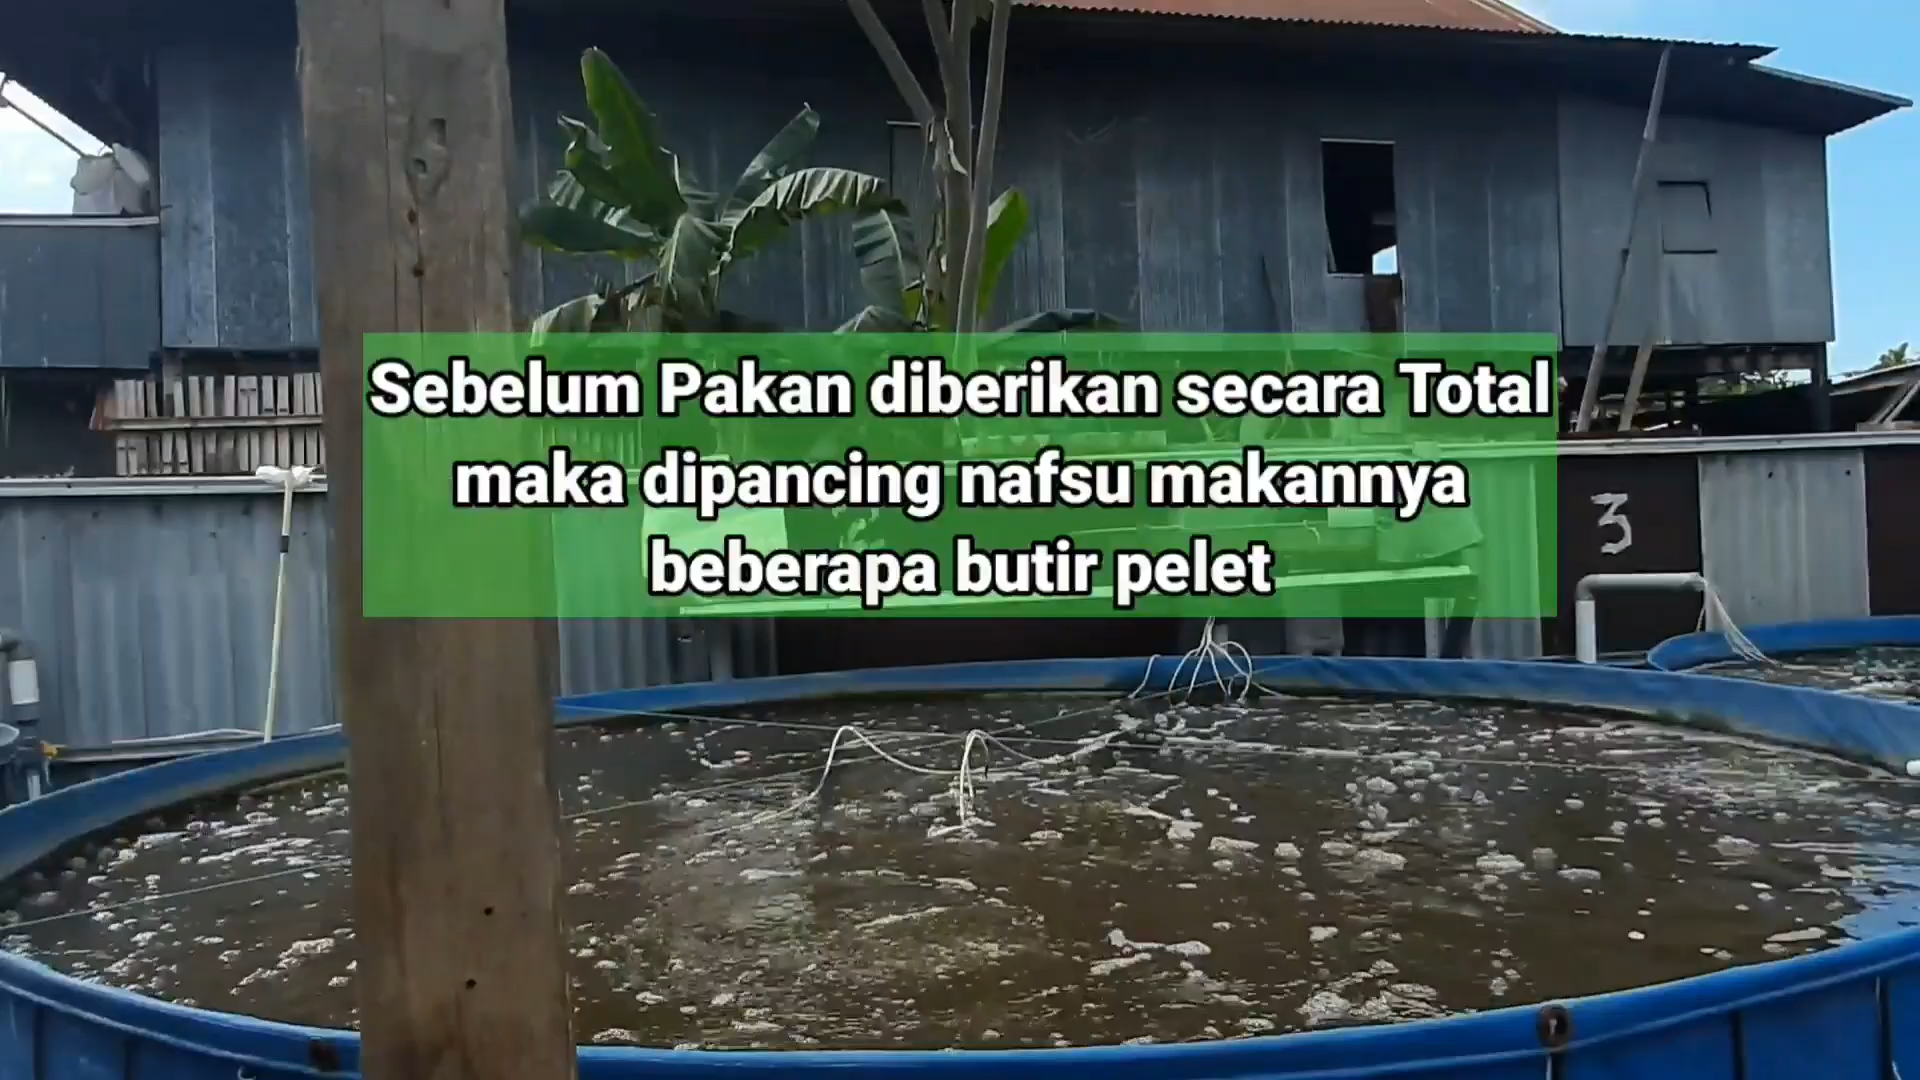 Sebelum Pakan diberikan secara Total
maka dipancing nafsu makannya
beberapa butir pelet
3